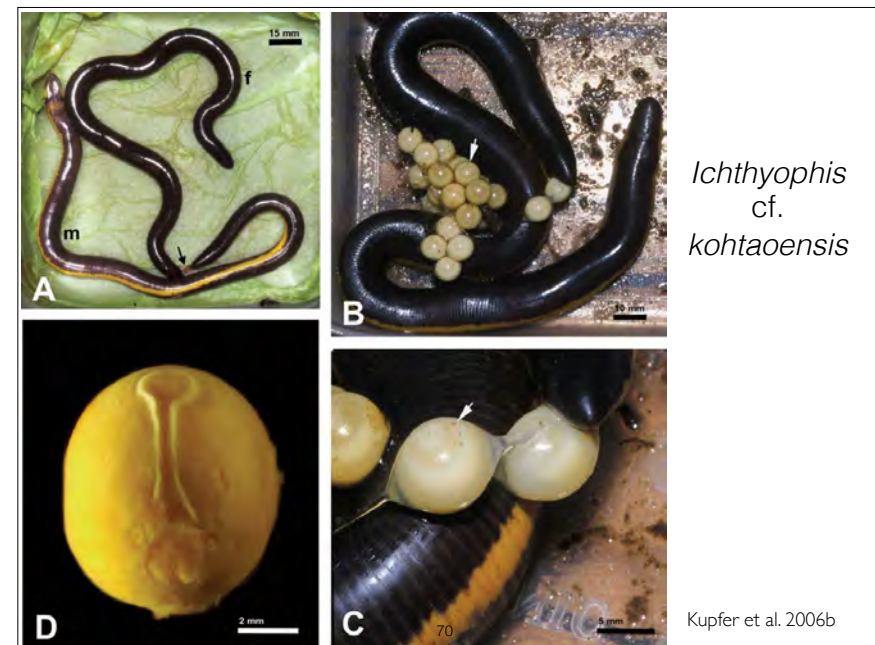 15 mm
f
m
A
B
10 mm
Ichthyophis
cf.
kohtaoensis
D
2 mm
C
70
5 mm
Kupfer et al. 2006b